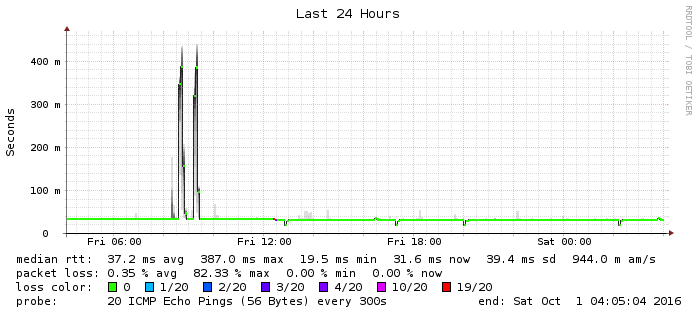 Last 24 Hours
RRDTOOL / TOBI OETIKER
Seconds
400 m
300 m
200 m
100 m
0
Fri 06:00 Fri 12:00 Fri 18:00 Sat 00:00
median rtt: 37.2 ms avg 387.0 ms max 19.5 ms min 31.6 ms now 39.4 ms sd 944.0 m am/s
packet loss: 0.35 % avg 82.33 % max 0.00 % min 0.00 % now
loss color: 0 1/20 2/20 3/20 4/20 10/20 19/20
probe: 20 ICMP Echo Pings (56 Bytes) every 300s end: Sat Oct 1 04:05:04 2016